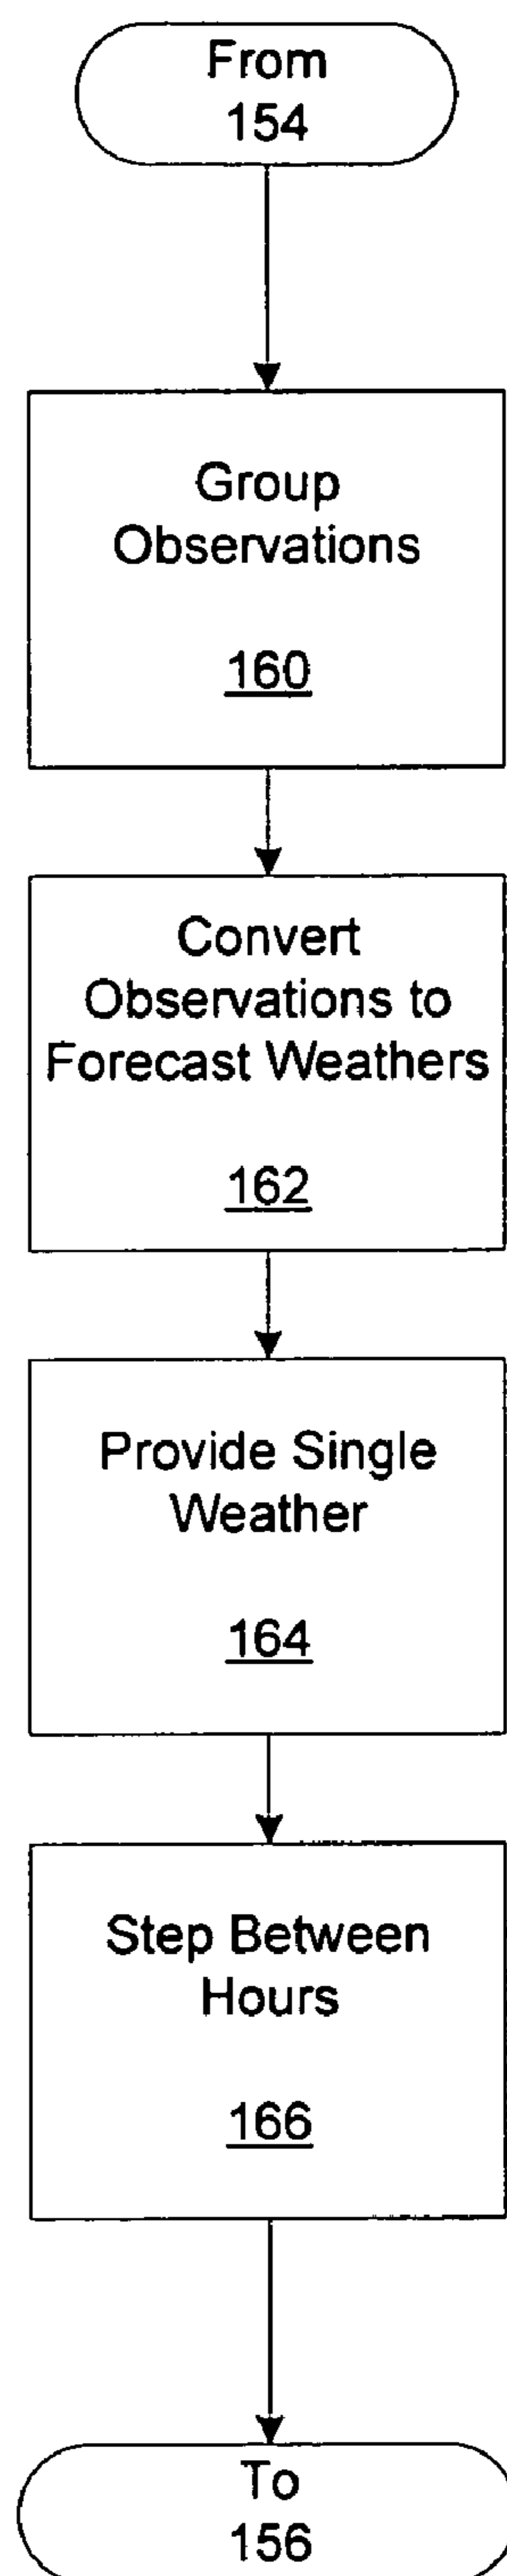 From
154
Group
Observations
160
Convert
Observations to
Forecast Weathers
162
Provide Single
Weather
164
Step Between
Hours
166
To
156